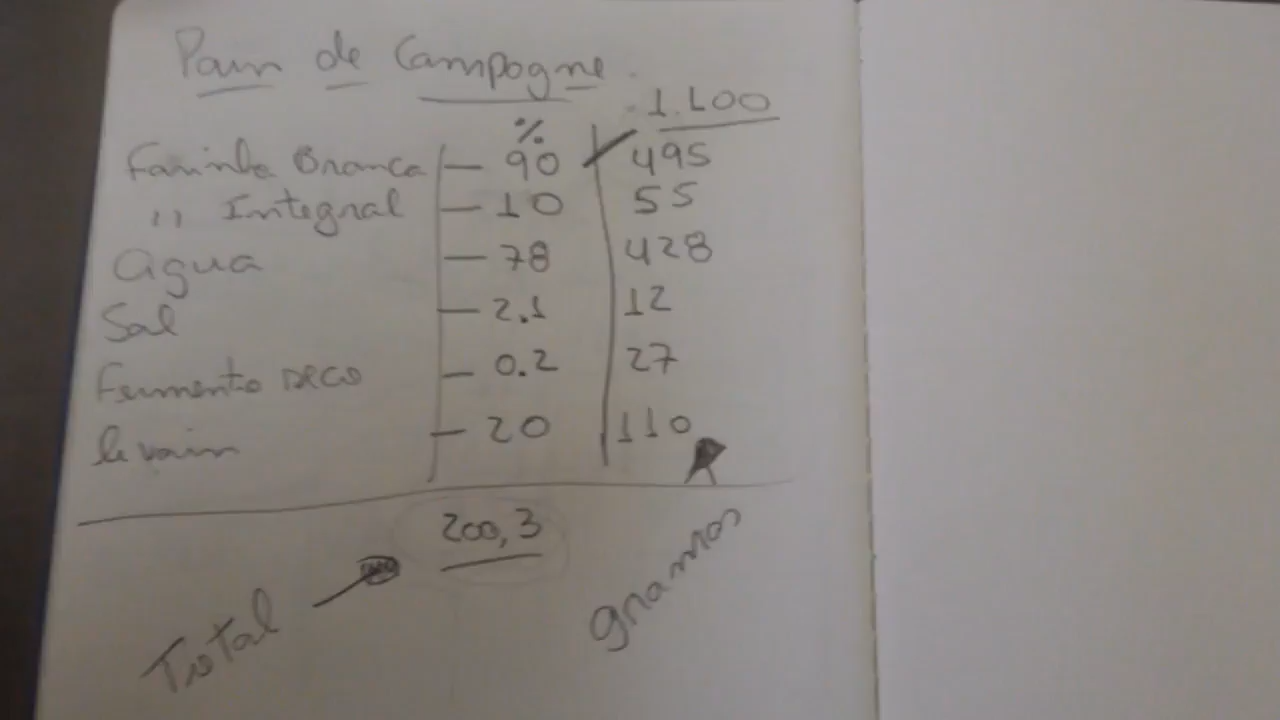 Pain de Campogne
1.100
%
Farinha Branca — 90 495
" Integral — 10 55
Agua — 78 428
Sal — 2.1 12
Fermento seco — 0.2 27
levain — 20 110
200,3
Total
gramos